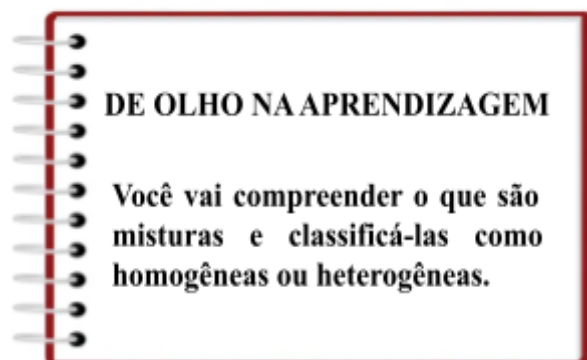 DE OLHO NA APRENDIZAGEM
Você vai compreender o que são
misturas e classificá-las como
homogêneas ou heterogêneas.